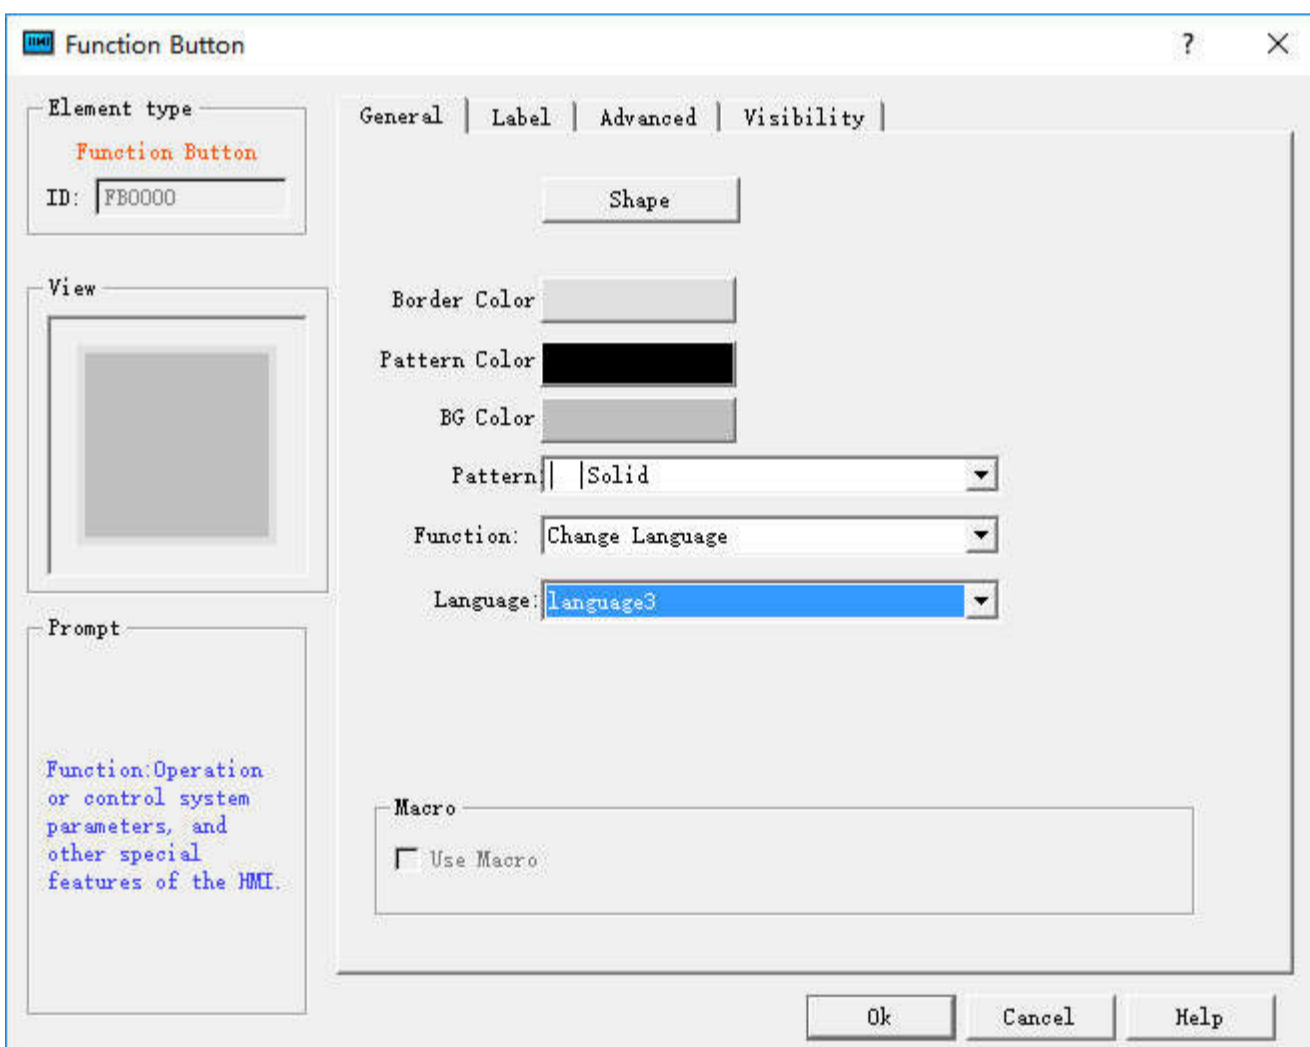 Function Button
?
Element type
Function Button
ID: FB0000
View
Prompt
Function:Operation
or control system
parameters, and
other special
features of the HMI.
General
Label
Advanced
Visibility
Shape
Border Color
Pattern Color
BG Color
Pattern: Solid
Function: Change Language
Language: language3
Macro
Use Macro
Ok
Cancel
Help